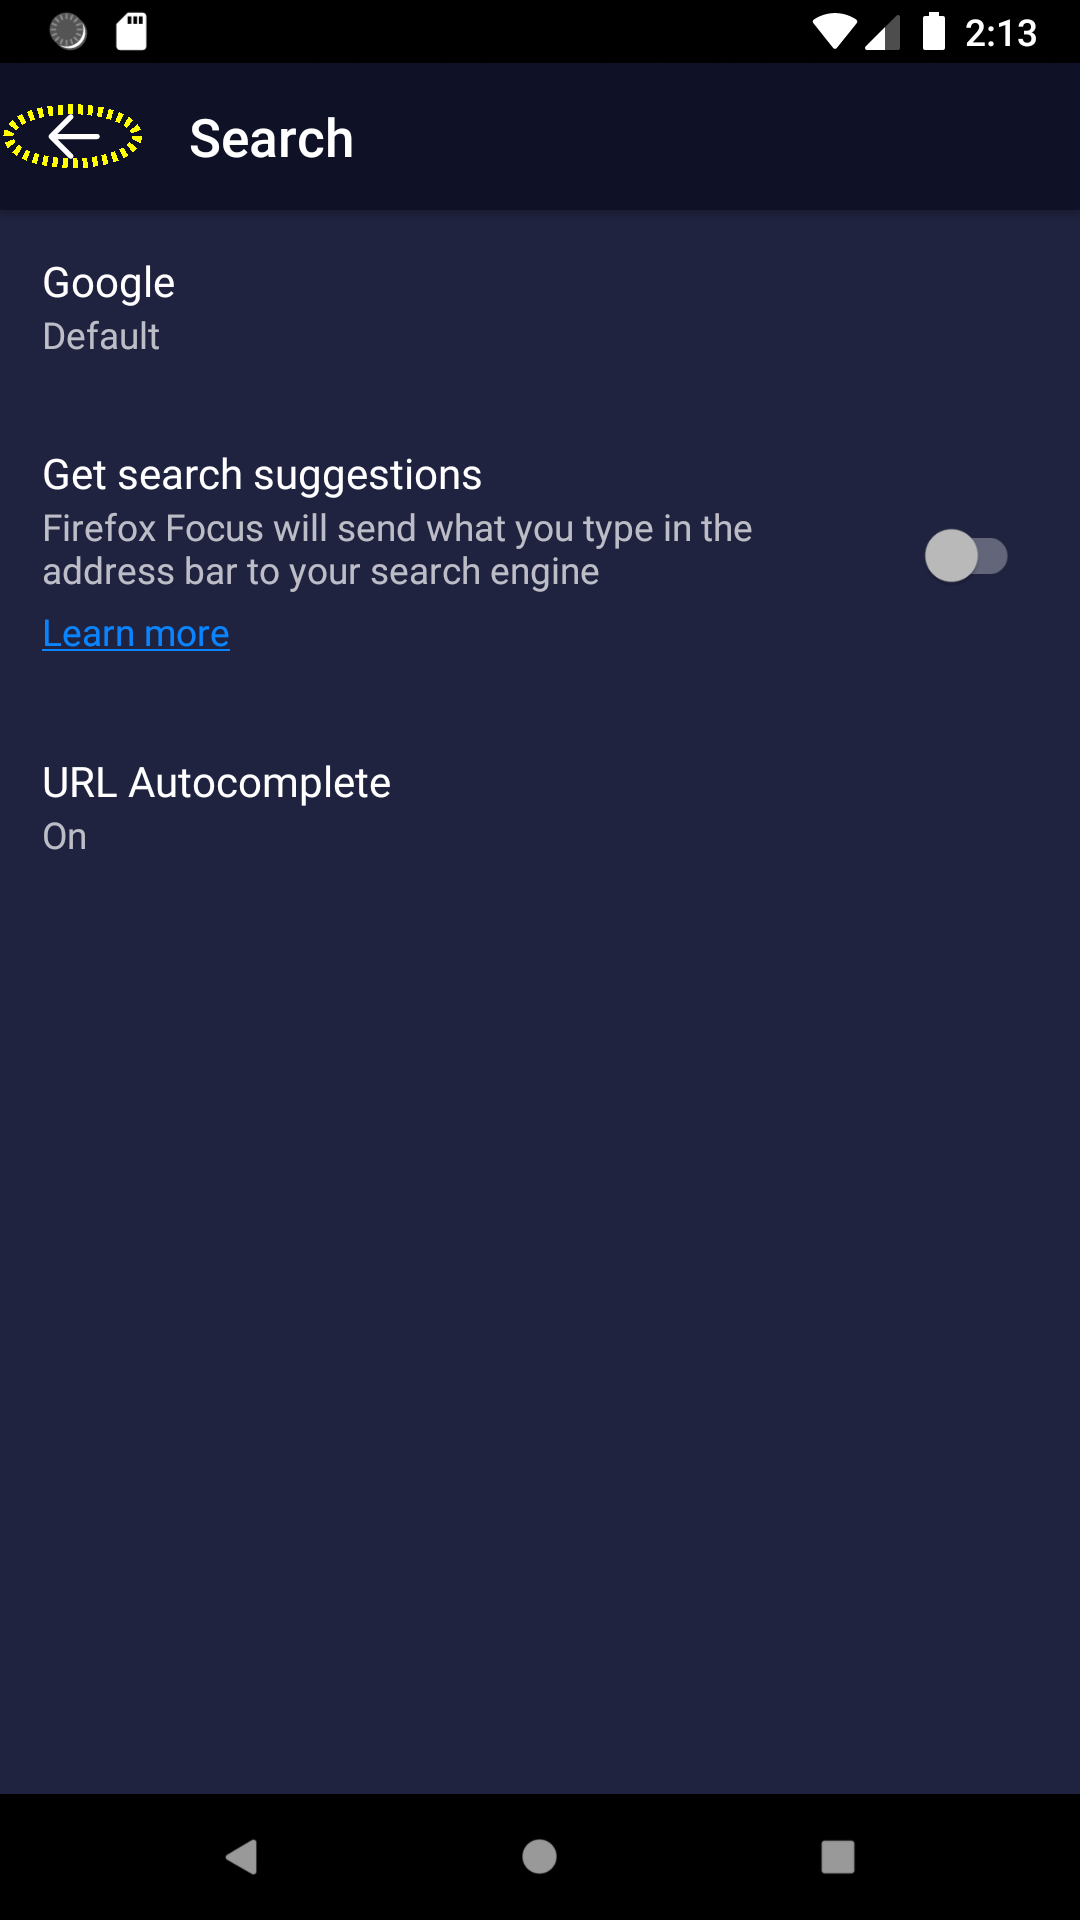 2:13
Search
Google
Default
Get search suggestions
Firefox Focus will send what you type in the
address bar to your search engine
Learn more
URL Autocomplete
On